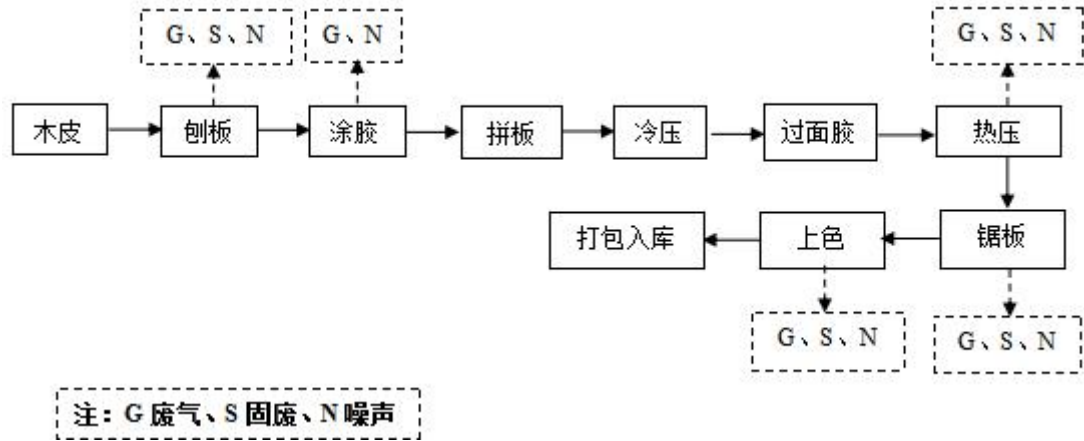 G、S、N
G、N
G、S、N
木皮
刨板
涂胶
拼板
冷压
过面胶
热压
打包入库
上色
锯板
G、S、N
G、S、N
注：G 废气、S 固废、N 噪声